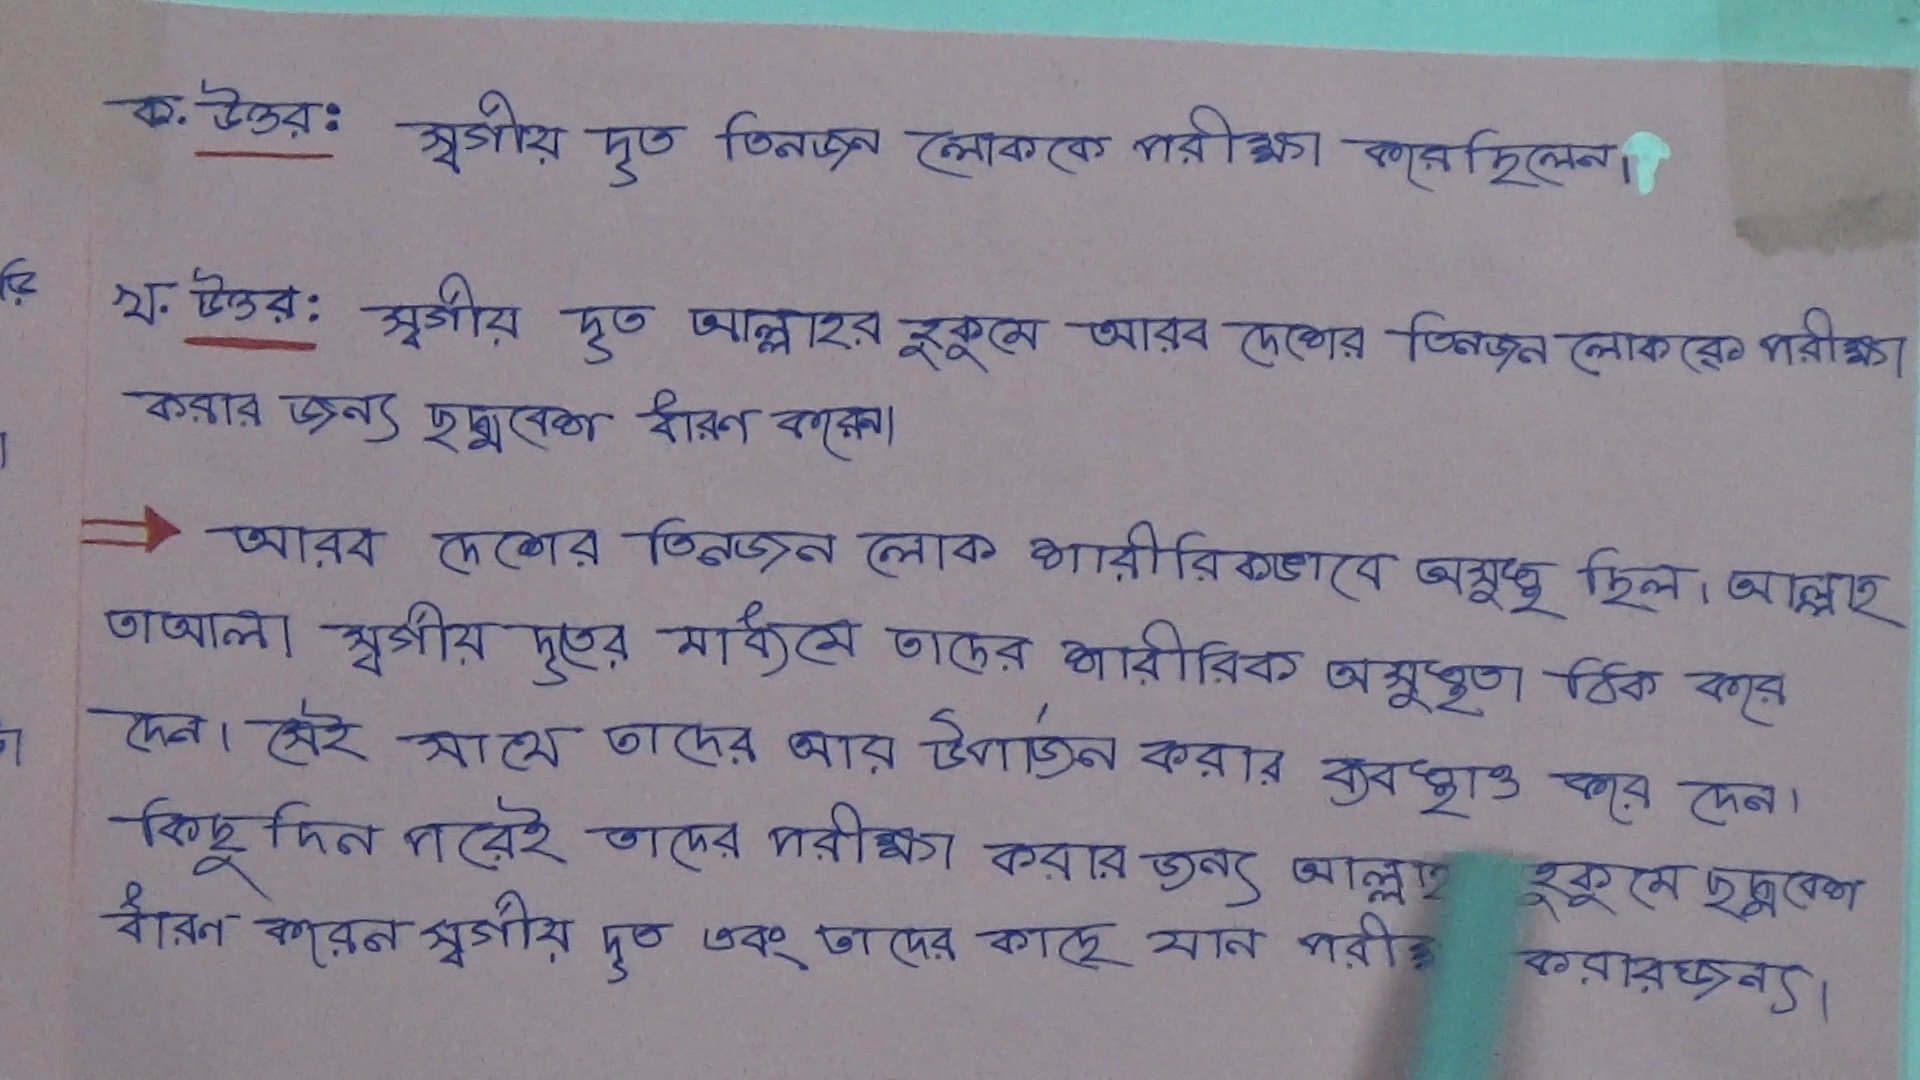 ক. উত্তর: স্বর্গীয় দূত তিনজন লোককে পরীক্ষা করেছিলেন।
খ. উত্তর: স্বর্গীয় দূত আল্লাহর হুকুমে আরব দেশের তিনজন লোককে পরীক্ষা
করার জন্য ছদ্মবেশ ধারণ করেন।
⇒ আরব দেশের তিনজন লোক শারীরিকভাবে অসুস্থ ছিল। আল্লাহ
তাআলা স্বর্গীয় দূতের মাধ্যমে তাদের শারীরিক অসুস্থতা ঠিক করে
দেন। সেই সাথে তাদের আয় উপার্জন করার ব্যবস্থাও করে দেন।
কিছু দিন পরেই তাদের পরীক্ষা করার জন্য হুকুমে ছদ্মবেশ
ধারণ করেন স্বর্গীয় দূত এবং তাদের কাছে যান করারজন্য।